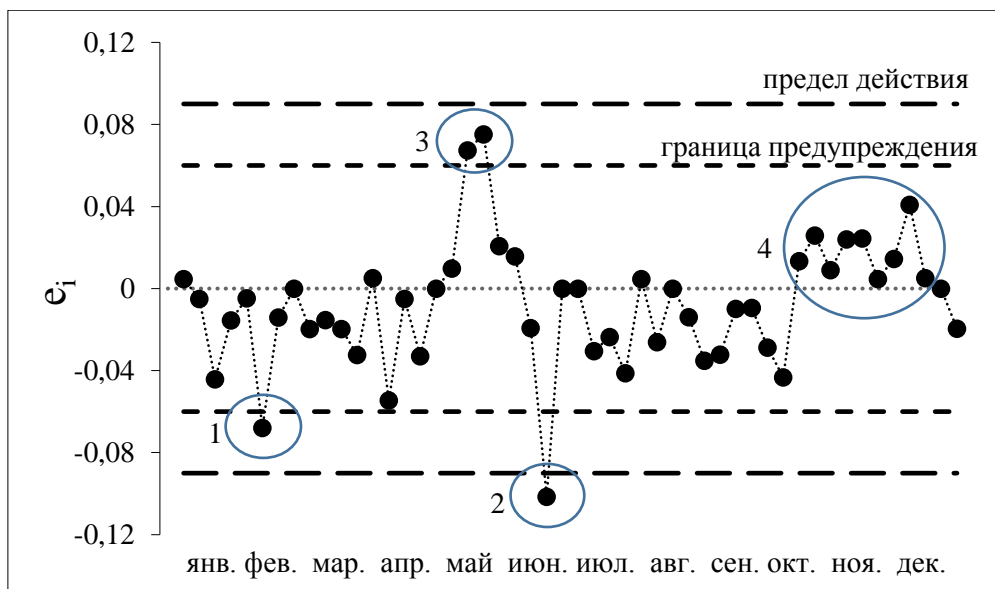 0,12
предел действия
0,08
3
граница предупреждения
0,04
4
0
eᵢ
-0,04
1
-0,08
2
-0,12
янв. фев. мар. апр. май июн. июл. авг. сен. окт. ноя. дек.